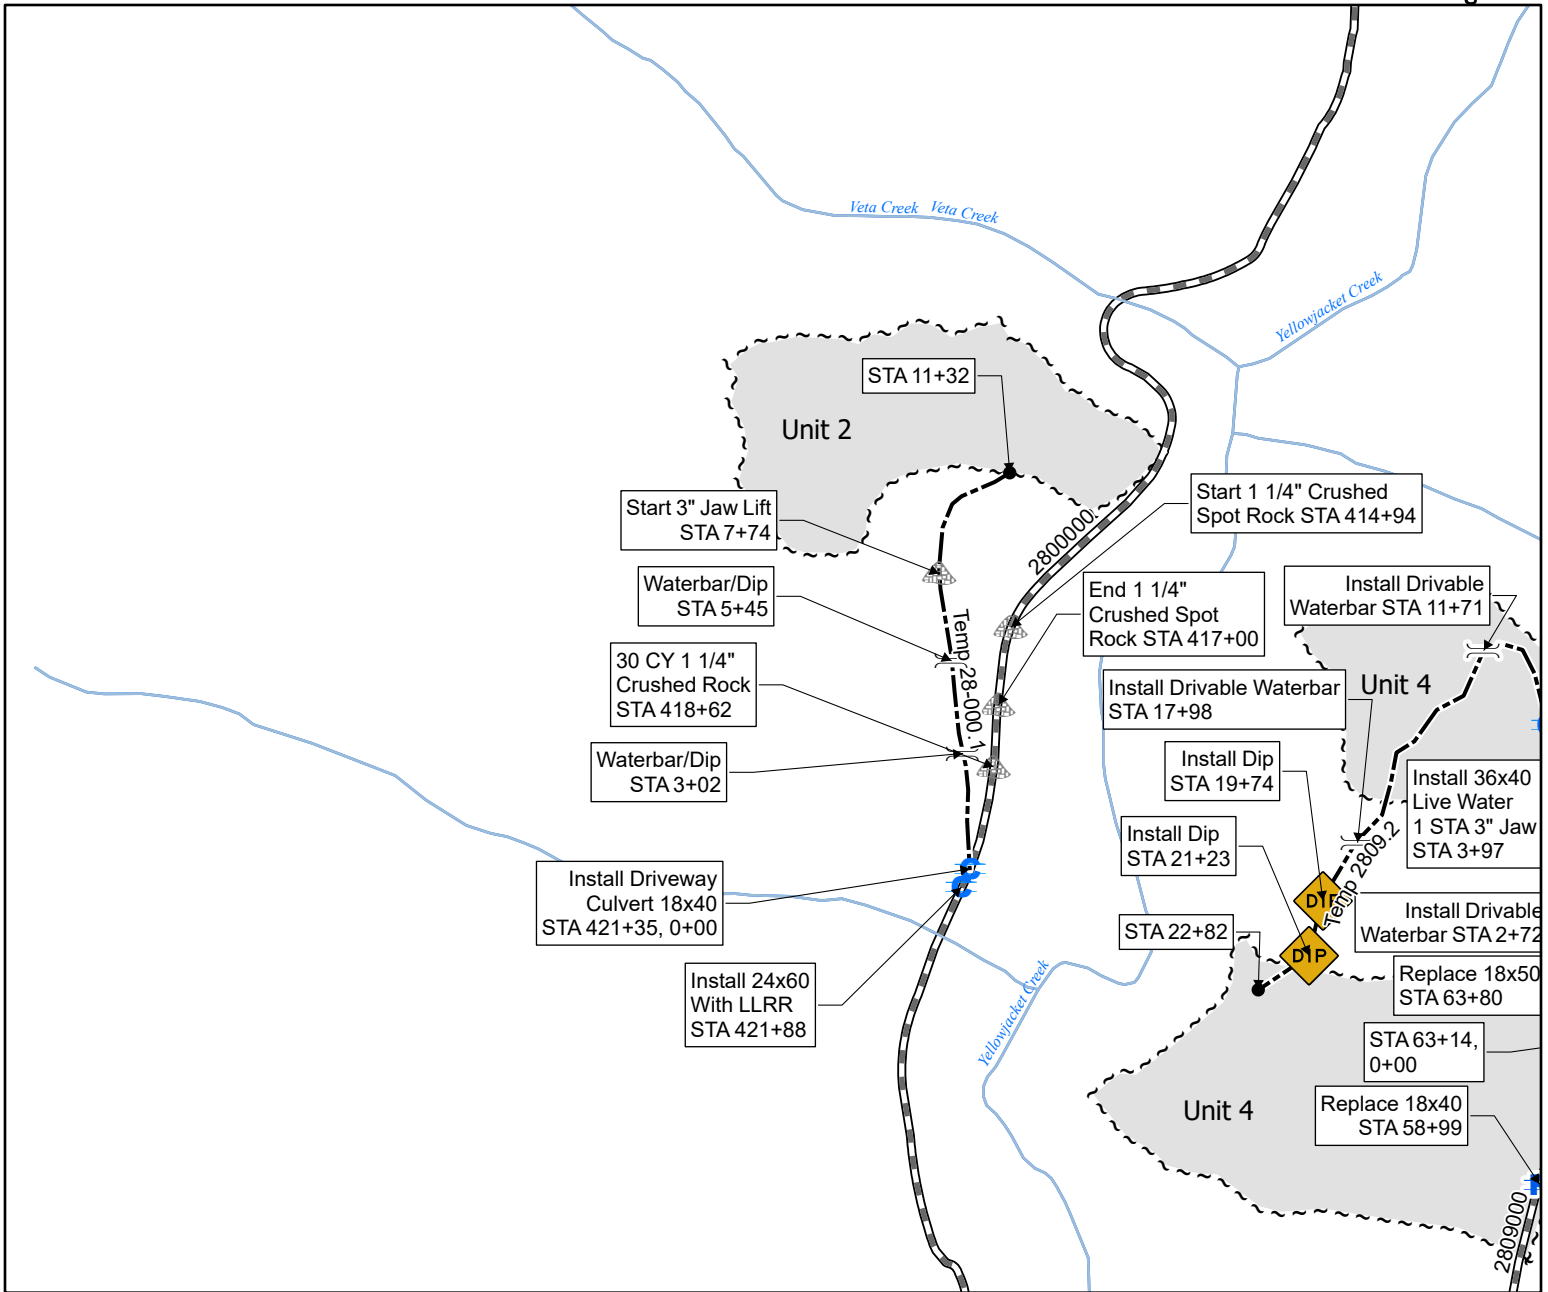 Veta Creek Veta Creek
Yellowjacket Creek
STA 11+32
Unit 2
Start 3" Jaw Lift
STA 7+74
Start 1 1/4" Crushed
Spot Rock STA 414+94
2800000
Waterbar/Dip
STA 5+45
End 1 1/4"
Crushed Spot
Rock STA 417+00
Install Drivable
Waterbar STA 11+71
Temp 28-000.1
30 CY 1 1/4"
Crushed Rock
STA 418+62
Install Drivable Waterbar
STA 17+98
Unit 4
Waterbar/Dip
STA 3+02
Install Dip
STA 19+74
Install 36x40
Live Water
1 STA 3" Jaw
STA 3+97
Install Dip
STA 21+23
Temp 2809.2
DIP
DIP
Install Driveway
Culvert 18x40
STA 421+35, 0+00
STA 22+82
Install Drivable
Waterbar STA 2+72
Install 24x60
With LLRR
STA 421+88
Yellowjacket Creek
Replace 18x50
STA 63+80
STA 63+14,
0+00
Unit 4
Replace 18x40
STA 58+99
2809000